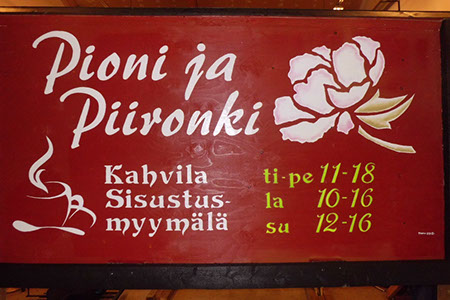 Pioni ja
Piironki
Kahvila
Sisustus-
myymälä
ti-pe 11-18
la 10-16
su 12-16